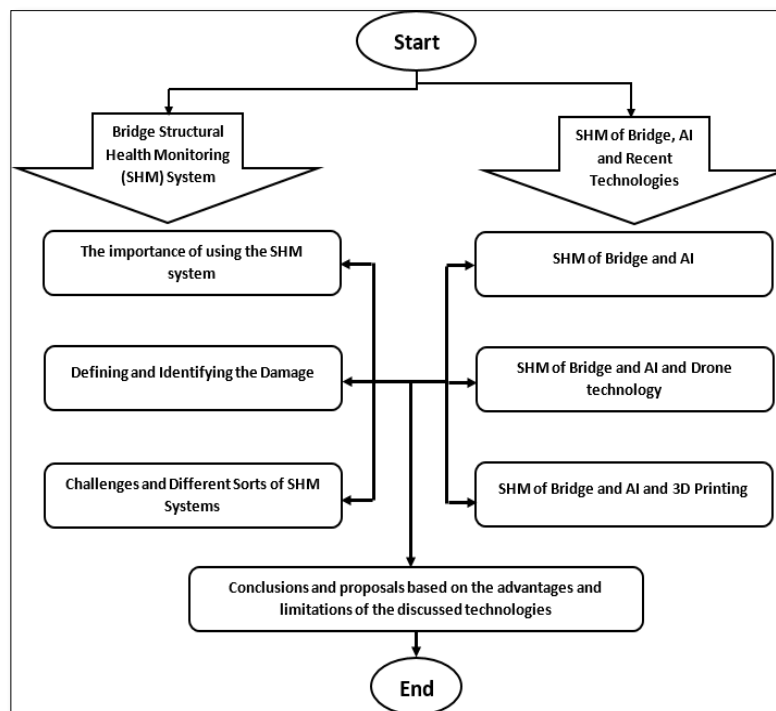 Start
Bridge Structural
Health Monitoring
(SHM) System
SHM of Bridge, AI
and Recent
Technologies
The importance of using the SHM
system
SHM of Bridge and AI
Defining and Identifying the Damage
SHM of Bridge and AI and Drone
technology
Challenges and Different Sorts of SHM
Systems
SHM of Bridge and AI and 3D Printing
Conclusions and proposals based on the advantages and
limitations of the discussed technologies
End